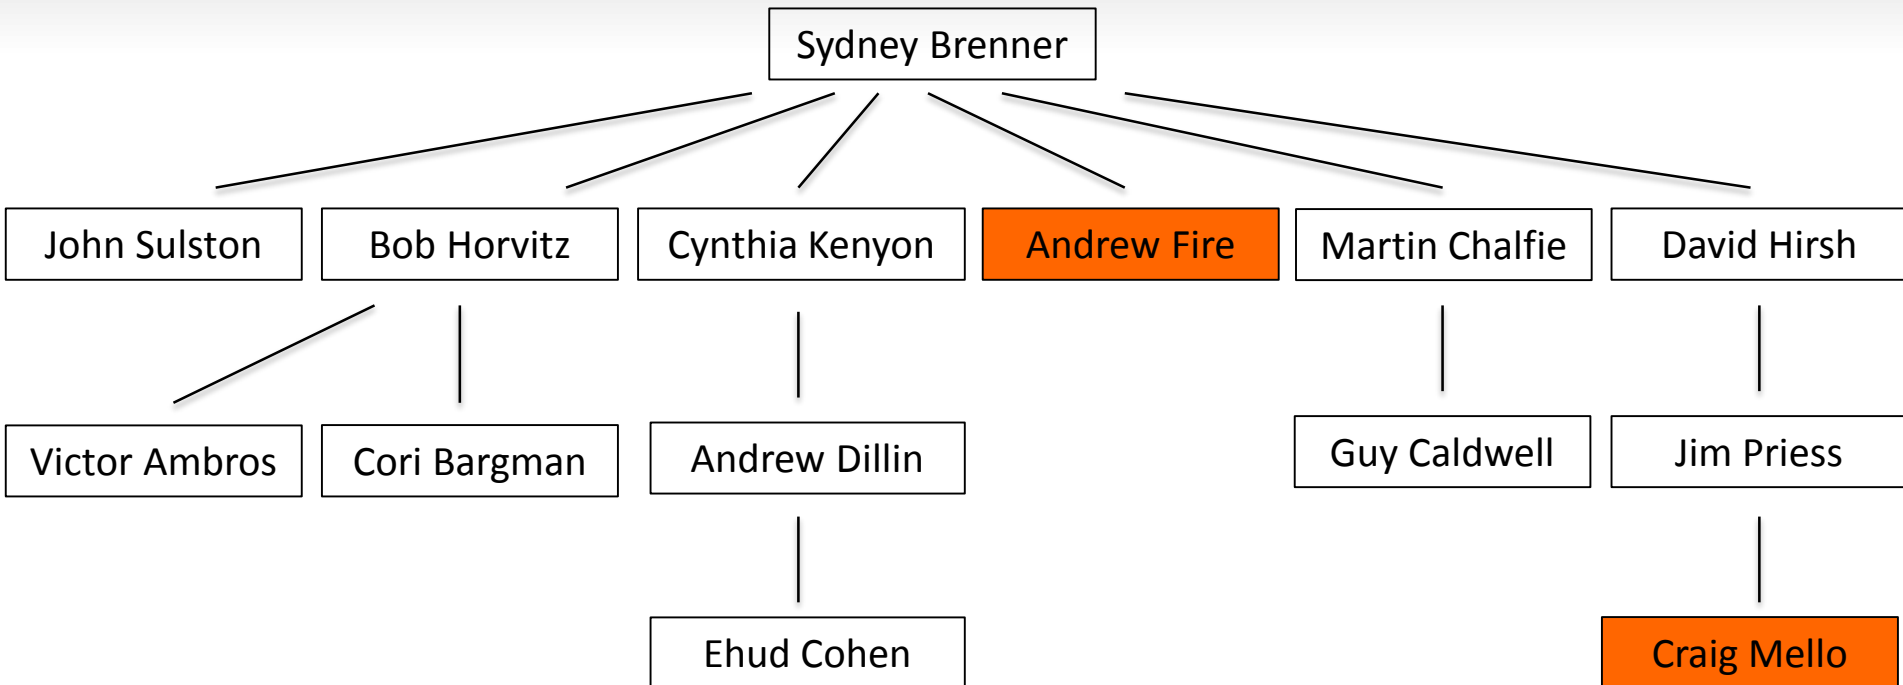 Sydney Brenner
John Sulston
Bob Horvitz
Cynthia Kenyon
Andrew Fire
Martin Chalfie
David Hirsh
Victor Ambros
Cori Bargman
Andrew Dillin
Guy Caldwell
Jim Priess
Ehud Cohen
Craig Mello